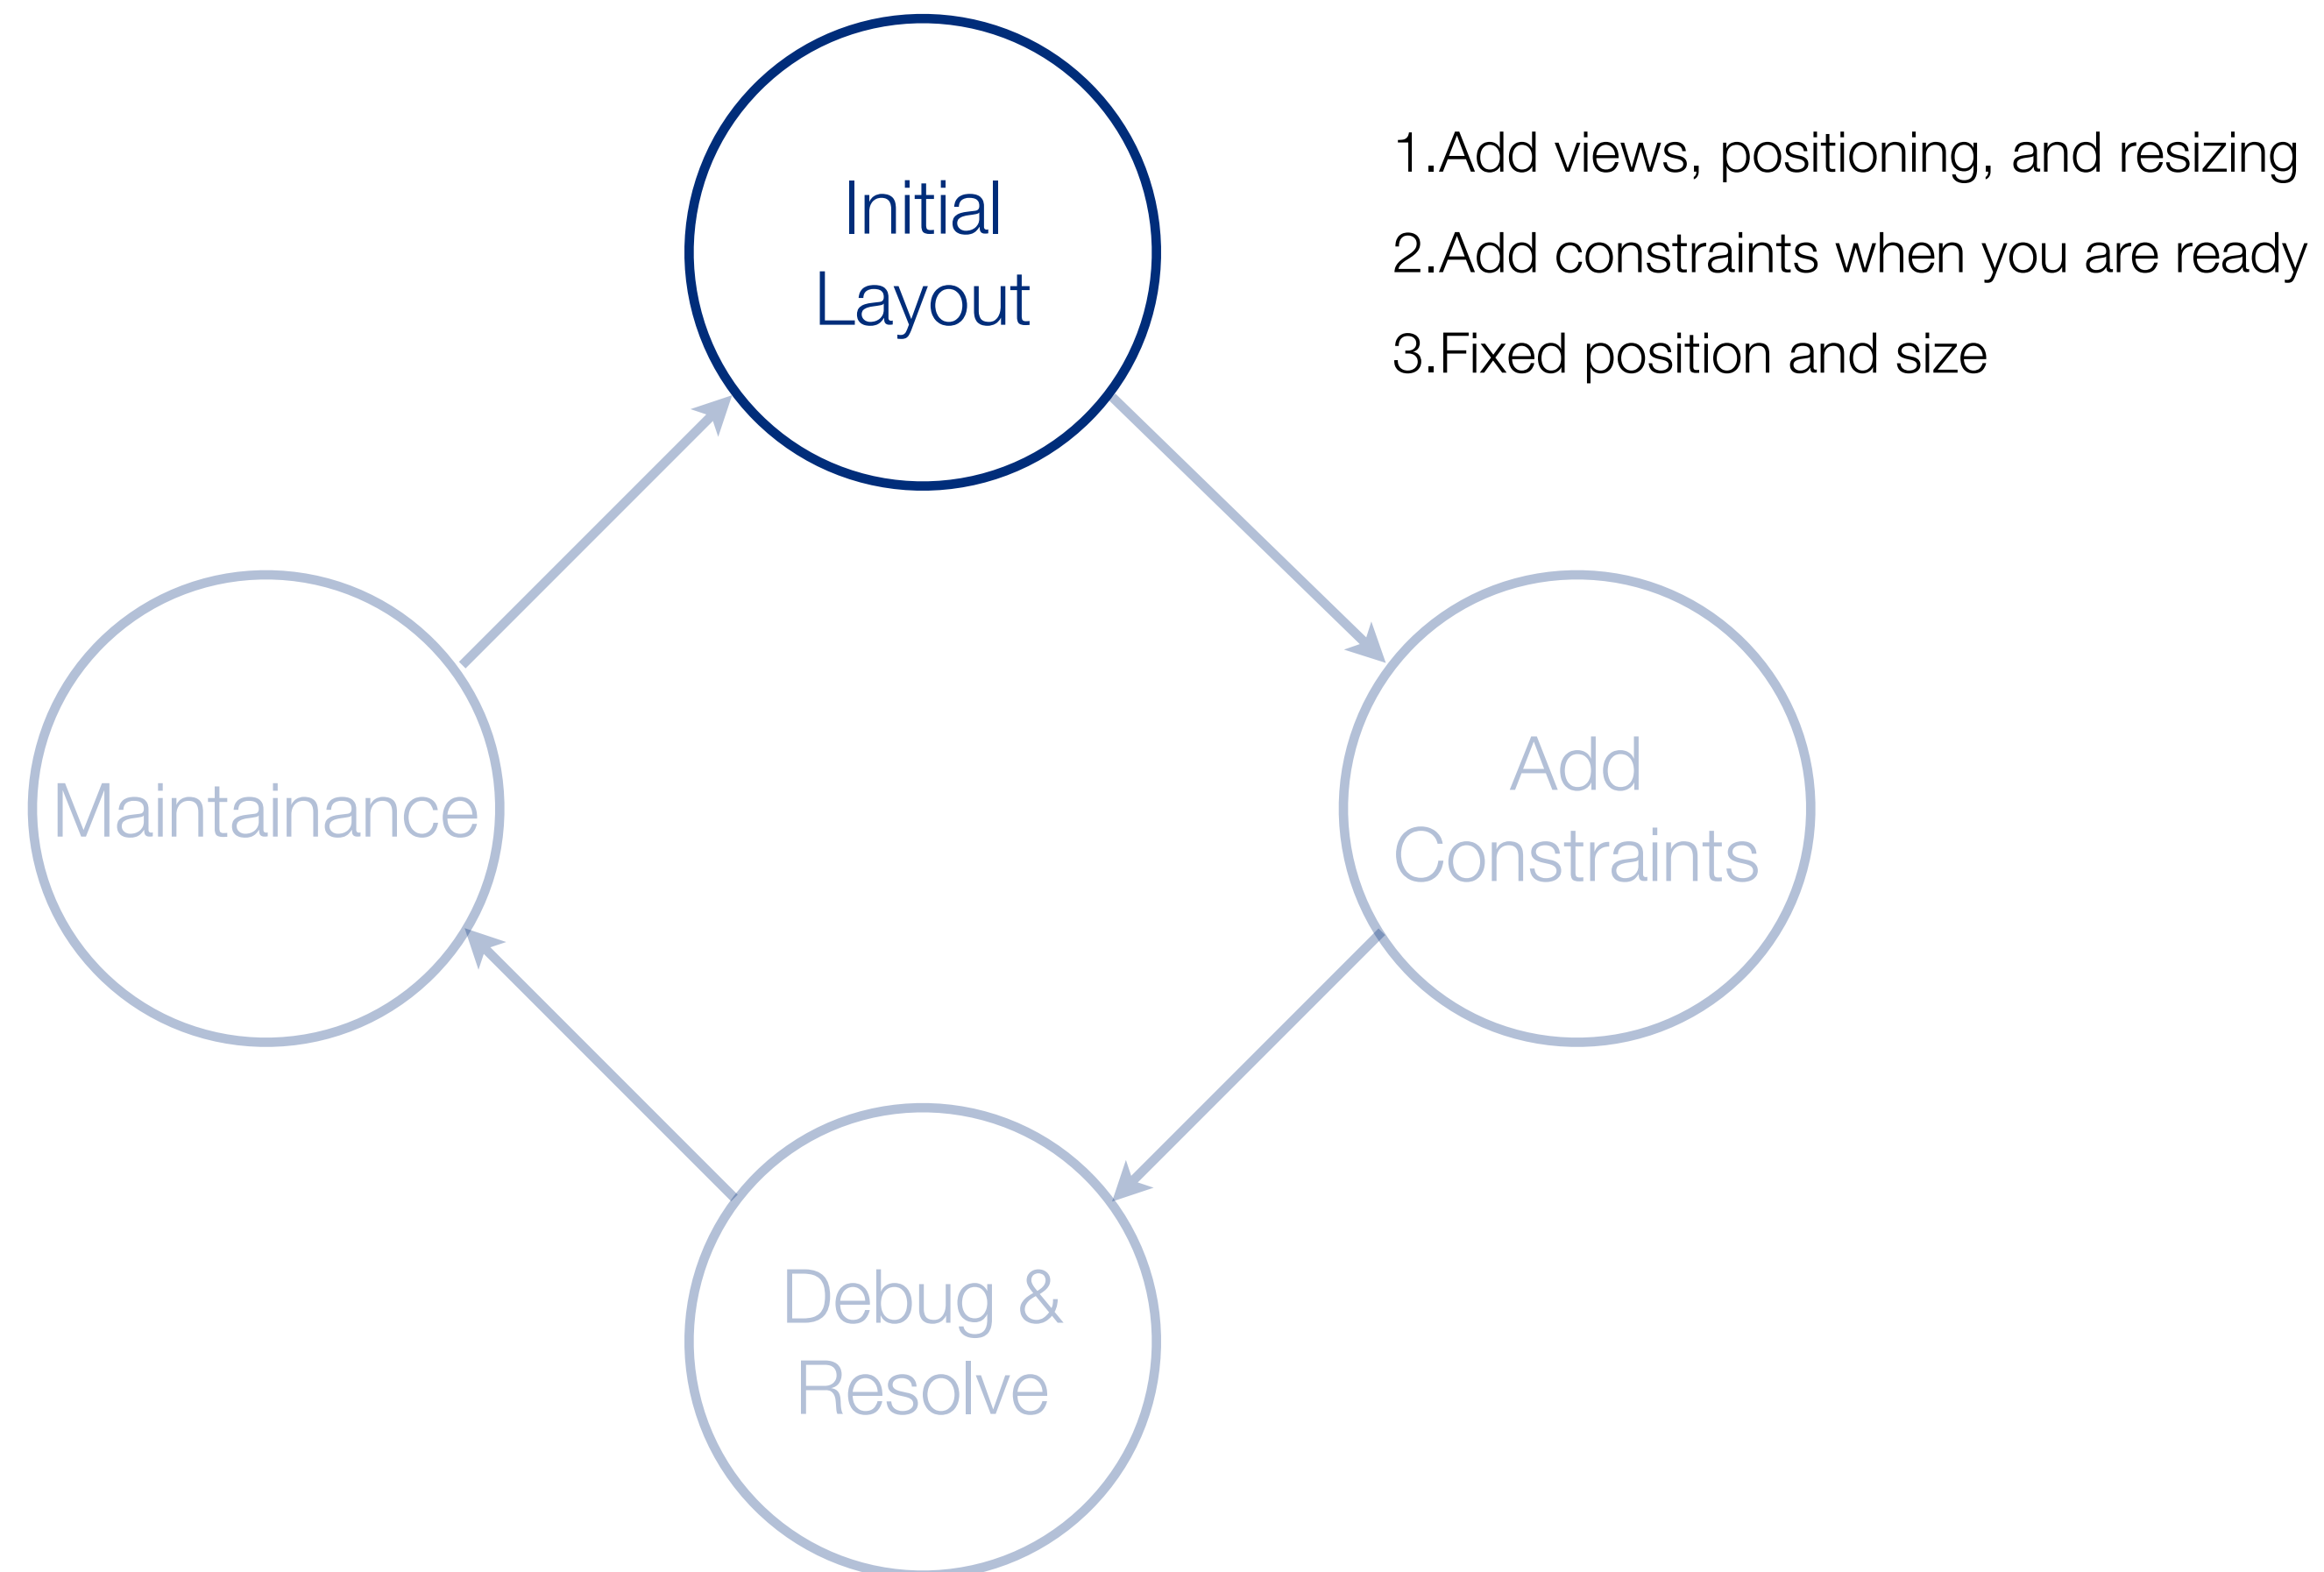 Initial
Layout
1.Add views, positioning, and resizing
2.Add constraints when you are ready
3.Fixed position and size
Maintainance
Add
Constraints
Debug &
Resolve